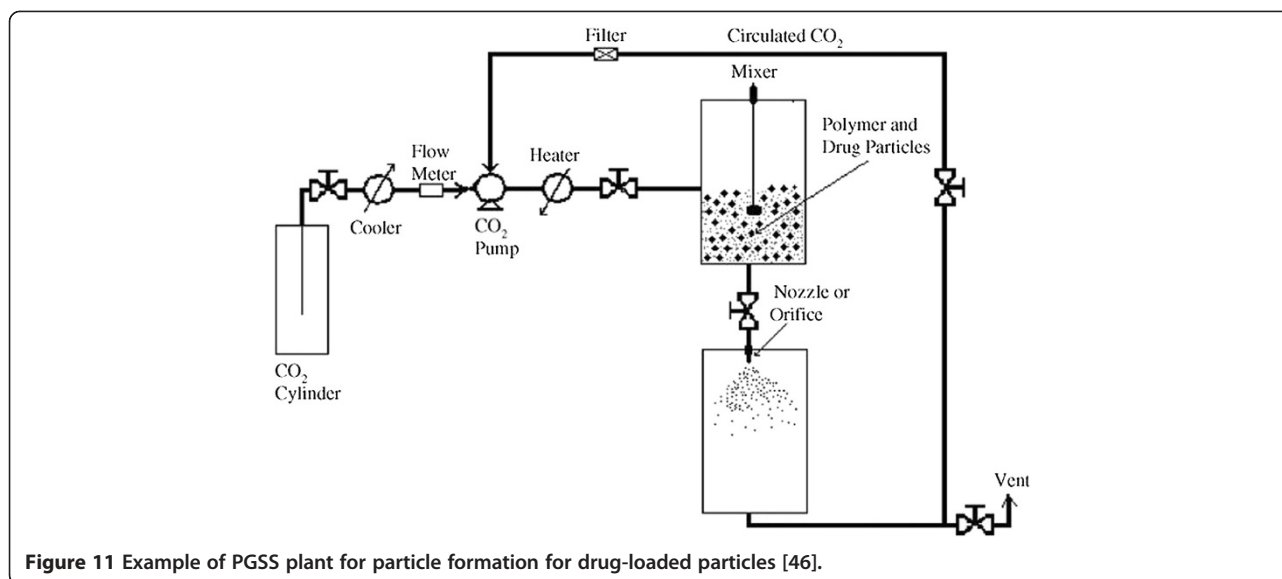 Filter
Circulated CO₂
Mixer
Polymer and
Drug Particles
Flow
Meter
Heater
Cooler
CO₂
Pump
Nozzle or
Orifice
CO₂
Cylinder
Vent
Figure 11 Example of PGSS plant for particle formation for drug-loaded particles [46].